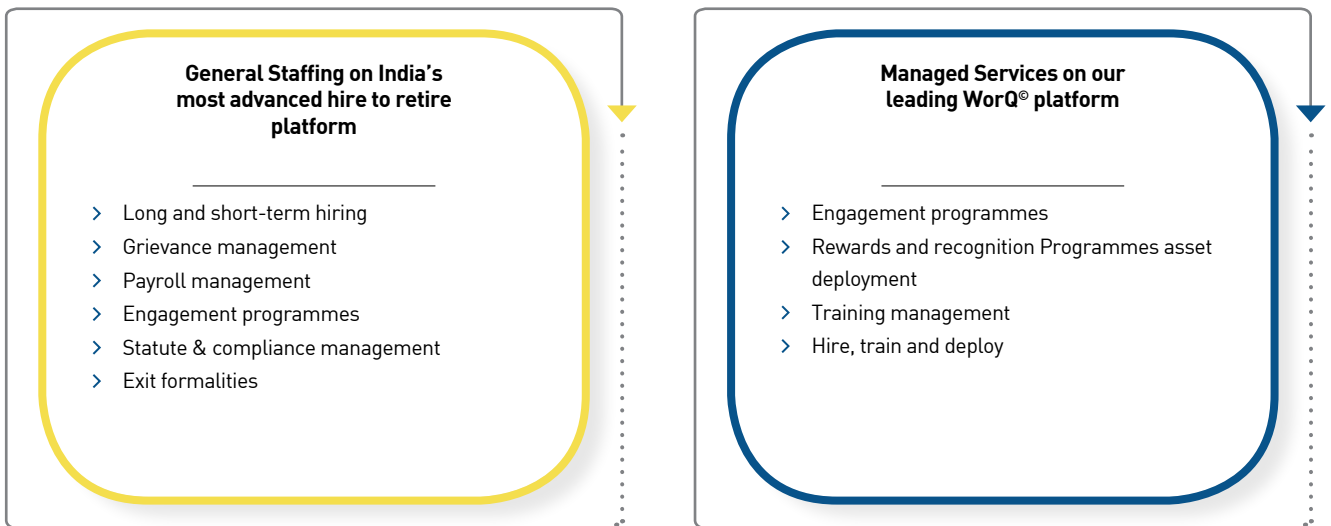 General Staffing on India’s
most advanced hire to retire
platform
> Long and short-term hiring
> Grievance management
> Payroll management
> Engagement programmes
> Statute & compliance management
> Exit formalities
Managed Services on our
leading WorQ© platform
> Engagement programmes
> Rewards and recognition Programmes asset
deployment
> Training management
> Hire, train and deploy